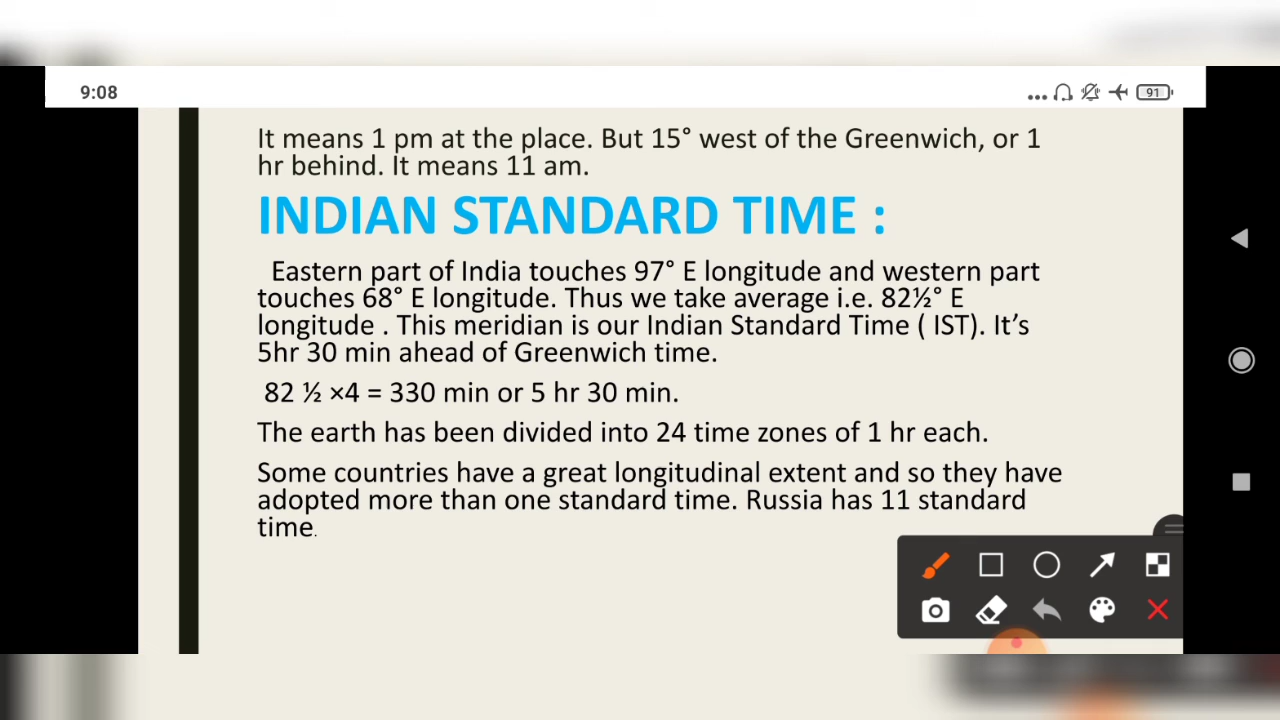 9:08
91
It means 1 pm at the place. But 15° west of the Greenwich, or 1
hr behind. It means 11 am.
INDIAN STANDARD TIME :
Eastern part of India touches 97° E longitude and western part
touches 68° E longitude. Thus we take average i.e. 82½° E
longitude . This meridian is our Indian Standard Time ( IST). It’s
5hr 30 min ahead of Greenwich time.
82 ½ ×4 = 330 min or 5 hr 30 min.
The earth has been divided into 24 time zones of 1 hr each.
Some countries have a great longitudinal extent and so they have
adopted more than one standard time. Russia has 11 standard
time.